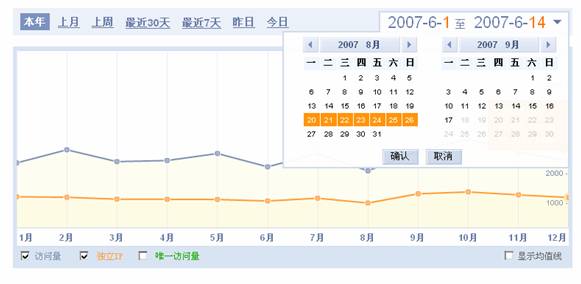 本年 上月 上周 最近30天 最近7天 昨日 今日 2007-6-1 至 2007-6-14
2007 8月 2007 9月
一 二 三 四 五 六 日 一 二 三 四 五 六 日
1 2 3 4 5 1 2
6 7 8 9 10 11 12 3 4 5 6 7 8 9
13 14 15 16 17 18 19 10 11 12 13 14 15 16
20 21 22 23 24 25 26 17 18 19 20 21 22 23
27 28 29 30 31 24 25 26 27 28 29 30
确认 取消
2000
1000
1月 2月 3月 4月 5月 6月 7月 8月 9月 10月 11月 12月
访问量 独立IP 唯一访问量 显示均值线